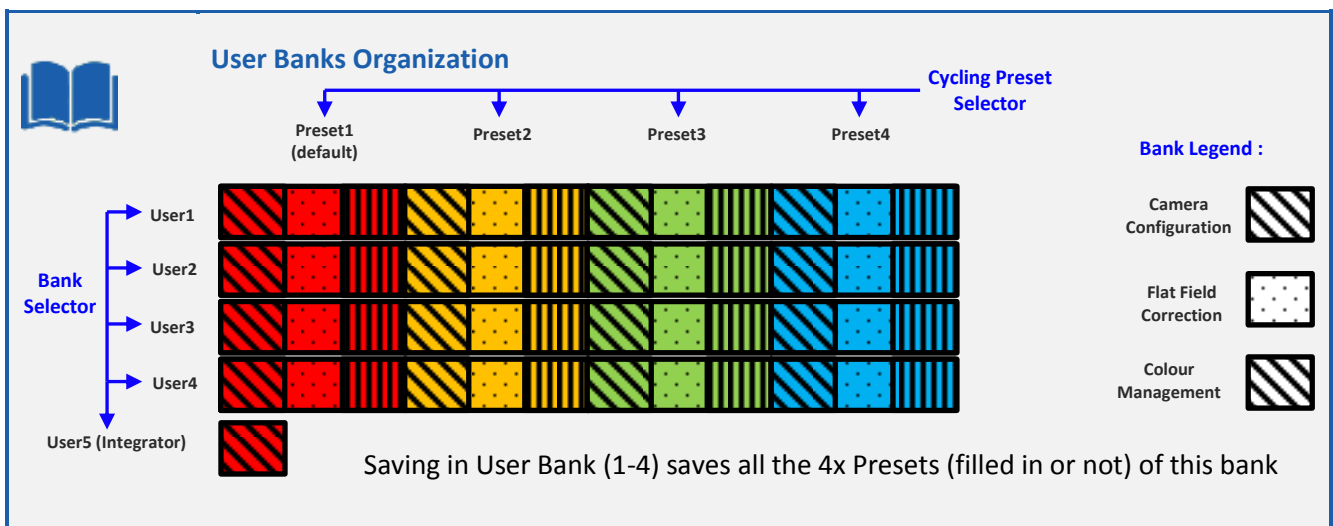 User Banks Organization
Cycling Preset
Selector
Preset1
(default)
Preset2
Preset3
Preset4
Bank Legend :
User1
Camera
Configuration
User2
Bank
Selector
Flat Field
Correction
User3
User4
Colour
Management
User5 (Integrator)
Saving in User Bank (1-4) saves all the 4x Presets (filled in or not) of this bank